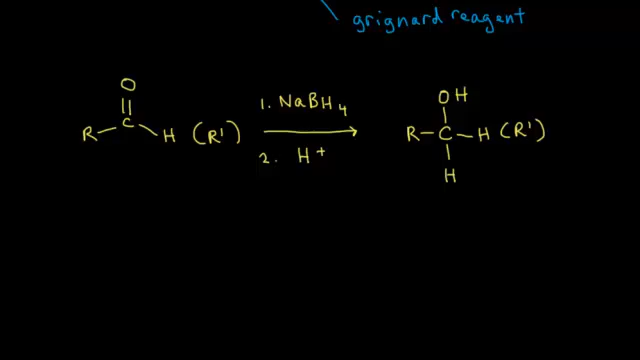 grignard reagent
O
||
C
R H (R')
1. NaBH4
2. H+
OH
R-C-H (R')
H